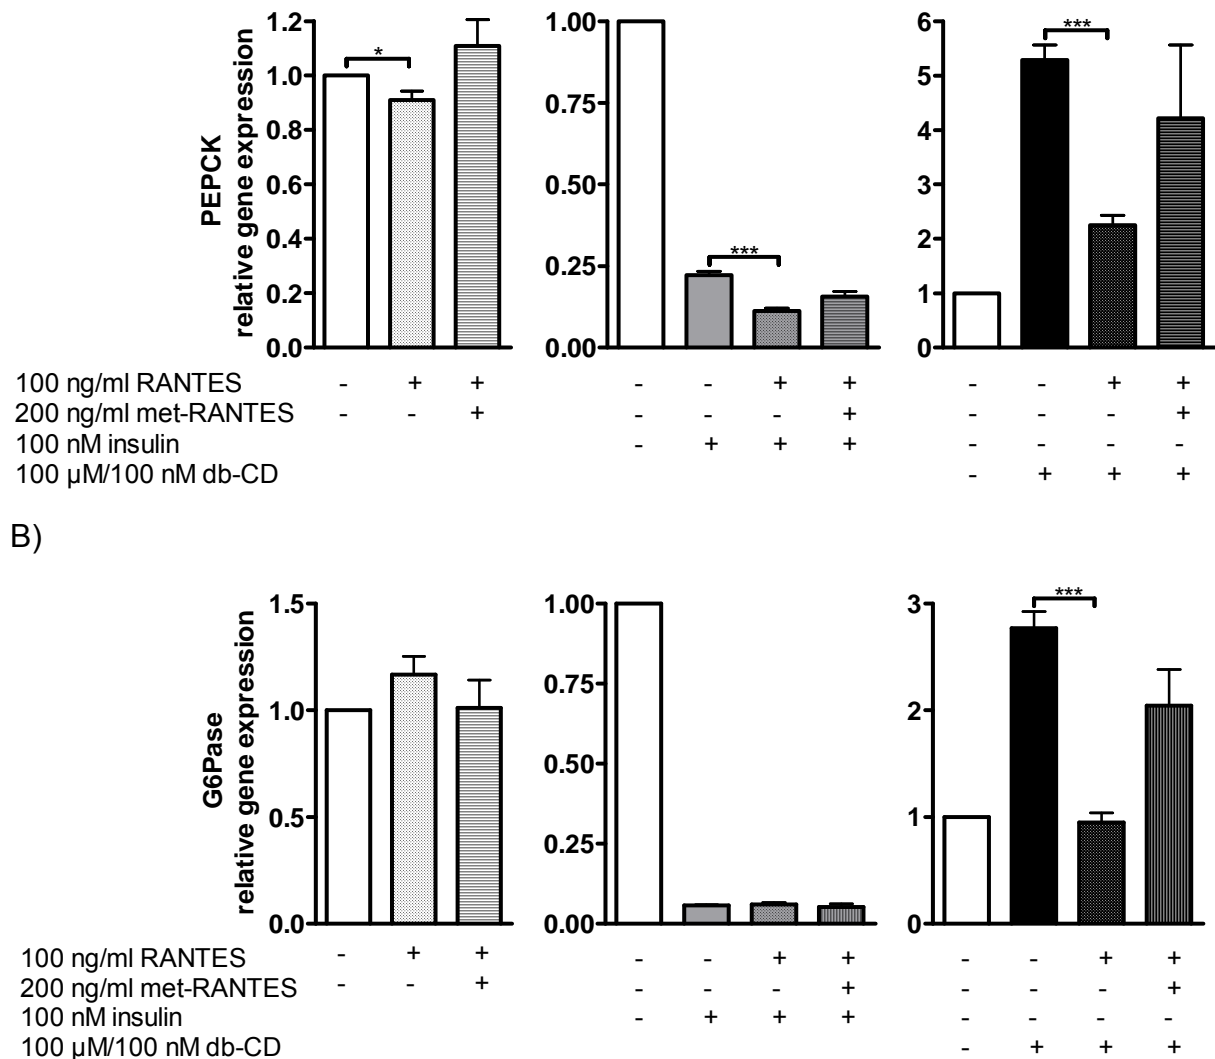 PEPCK
relative gene expression
1.2
1.0
0.8
0.6
0.4
0.2
0.0
*
1.00
0.75
0.50
0.25
0.00
***
6
5
4
3
2
1
0
***
100 ng/ml RANTES - + + - - + + - - + +
200 ng/ml met-RANTES - - + - - - + - - - +
100 nM insulin - + + + - - - -
100 µM/100 nM db-CD - + + +
B)
G6Pase
relative gene expression
1.5
1.0
0.5
0.0
1.00
0.75
0.50
0.25
0.00
3
2
1
0
***
100 ng/ml RANTES - + + - - + + - - + +
200 ng/ml met-RANTES - - + - - - + - - - +
100 nM insulin - + + + - - - -
100 µM/100 nM db-CD - + + +